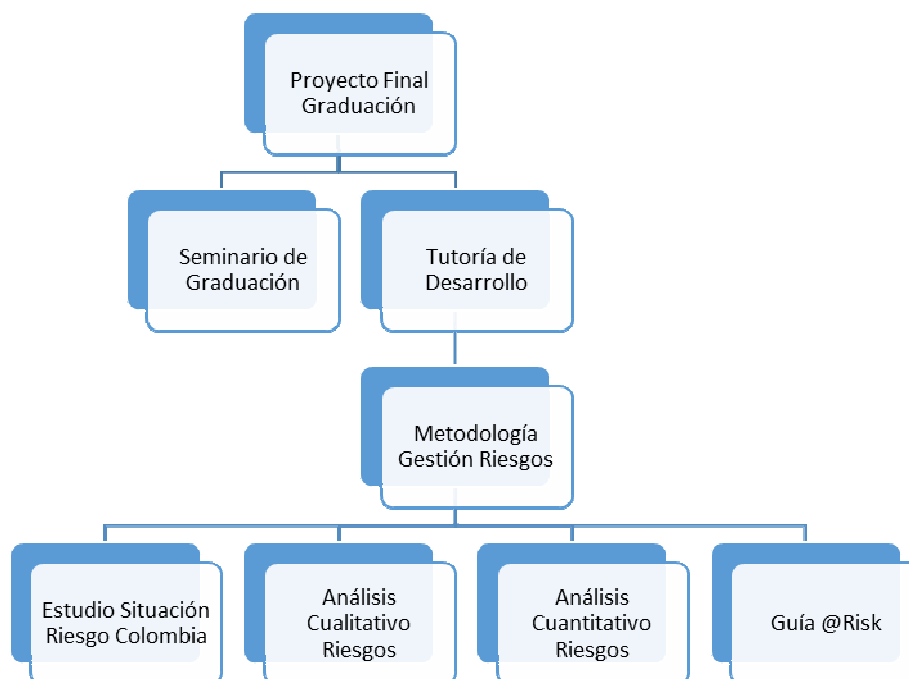 Proyecto Final
Graduación
Seminario de
Graduación
Tutoría de
Desarrollo
Metodología
Gestión Riesgos
Estudio Situación
Riesgo Colombia
Análisis
Cualitativo
Riesgos
Análisis
Cuantitativo
Riesgos
Guía @Risk